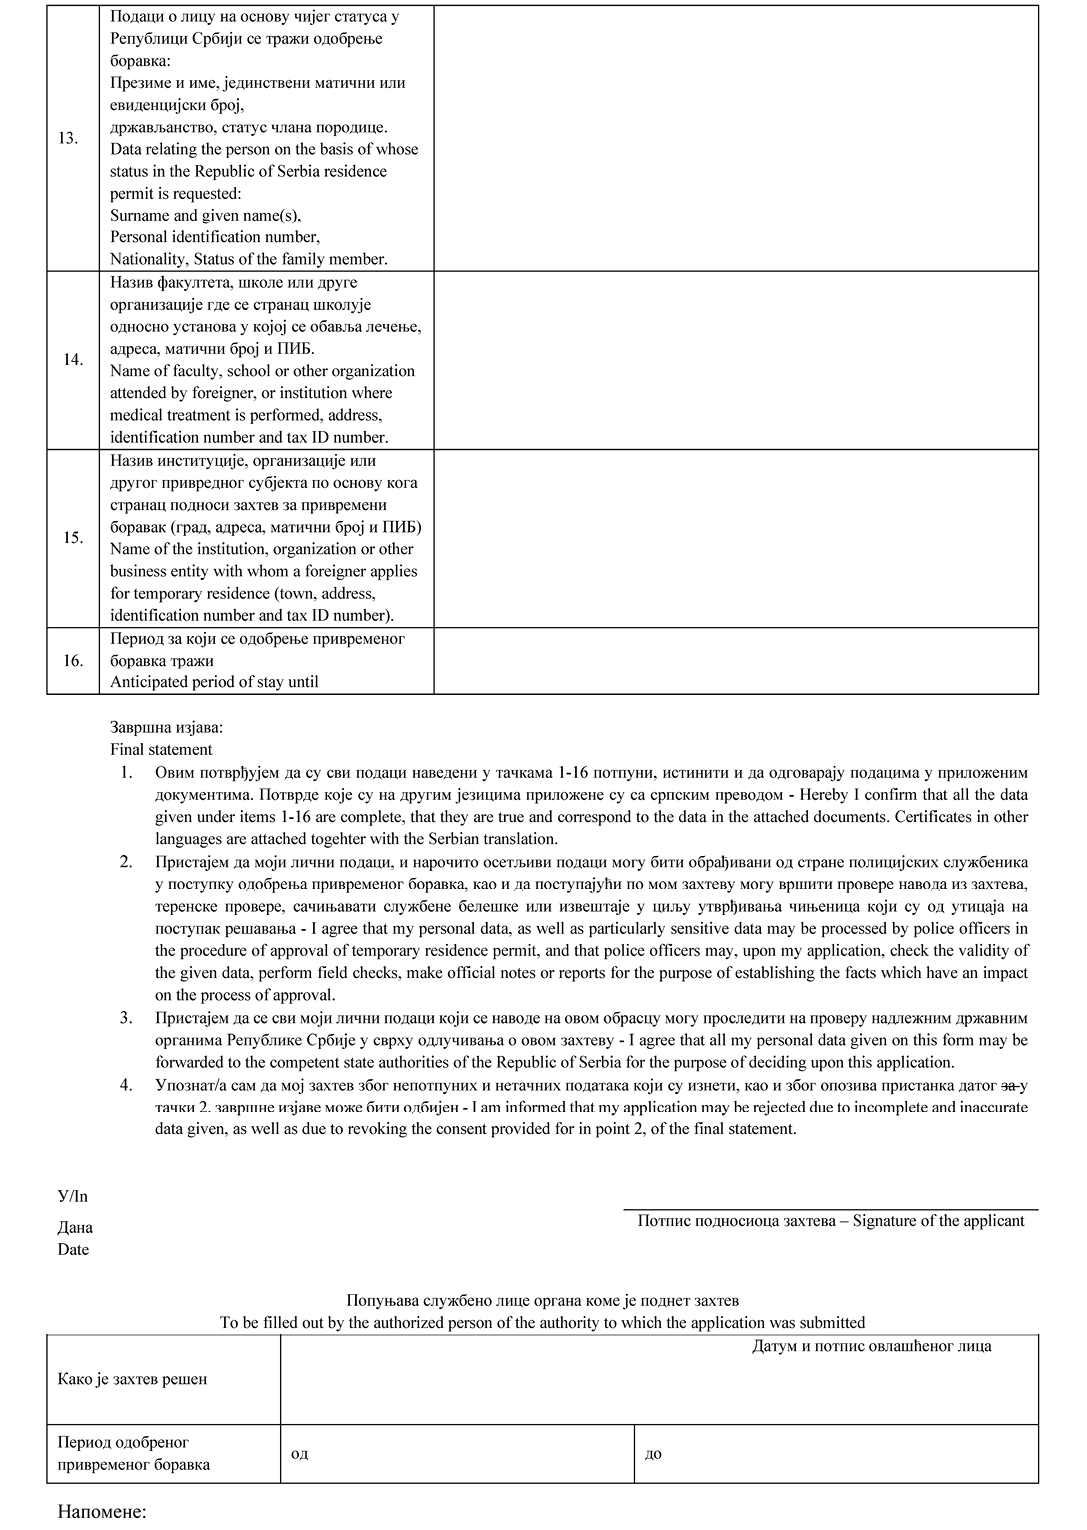 13.
Подаци о лицу на основу чијег статуса у
Републици Србији се тражи одобрење
боравка:
Презиме и име, јединствени матични или
евиденцијски број,
држављанство, статус члана породице.
Data relating the person on the basis of whose
status in the Republic of Serbia residence
permit is requested:
Surname and given name(s),
Personal identification number,
Nationality, Status of the family member.
14.
Назив факултета, школе или друге
организације где се странац школује
односно установа у којој се обавља лечење,
адреса, матични број и ПИБ.
Name of faculty, school or other organization
attended by foreigner, or institution where
medical treatment is performed, address,
identification number and tax ID number.
15.
Назив институције, организације или
другог привредног субјекта по основу кога
странац подноси захтев за привремени
боравак (град, адреса, матични број и ПИБ)
Name of the institution, organization or other
business entity with whom a foreigner applies
for temporary residence (town, address,
identification number and tax ID number).
16.
Период за који се одобрење привременог
боравка тражи
Anticipated period of stay until
Завршна изјава:
Final statement
1. Овим потврђујем да су сви подаци наведени у тачкама 1-16 потпуни, истинити и да одговарају подацима у приложеним
документима. Потврде које су на другим језицима приложене су са српским преводом - Hereby I confirm that all the data
given under items 1-16 are complete, that they are true and correspond to the data in the attached documents. Certificates in other
languages are attached togehter with the Serbian translation.
2. Пристајем да моји лични подаци, и нарочито осетљиви подаци могу бити обрађивани од стране полицијских службеника
у поступку одобрења привременог боравка, као и да поступајући по мом захтеву могу вршити провере навода из захтева,
теренске провере, сачињавати службене белешке или извештаје у циљу утврђивања чињеница који су од утицаја на
поступак решавања - I agree that my personal data, as well as particularly sensitive data may be processed by police officers in
the procedure of approval of temporary residence permit, and that police officers may, upon my application, check the validity of
the given data, perform field checks, make official notes or reports for the purpose of establishing the facts which have an impact
on the process of approval.
3. Пристајем да се сви моји лични подаци који се наводе на овом обрасцу могу проследити на проверу надлежним државним
органима Републике Србије у сврху одлучивања о овом захтеву - I agree that all my personal data given on this form may be
forwarded to the competent state authorities of the Republic of Serbia for the purpose of deciding upon this application.
4. Упознат/а сам да мој захтев због непотпуних и нетачних података који су изнети, као и због опозива пристанка датог за у
тачки 2. завршне изјаве може бити одбијен - I am informed that my application may be rejected due to incomplete and inaccurate
data given, as well as due to revoking the consent provided for in point 2, of the final statement.
У/In
Потпис подносиоца захтева – Signature of the applicant
Дана
Date
Попуњава службено лице органа коме је поднет захтев
To be filled out by the authorized person of the authority to which the application was submitted
Датум и потпис овлашћеног лица
Како је захтев решен
Период одобреног
привременог боравка
од
до
Напомене: